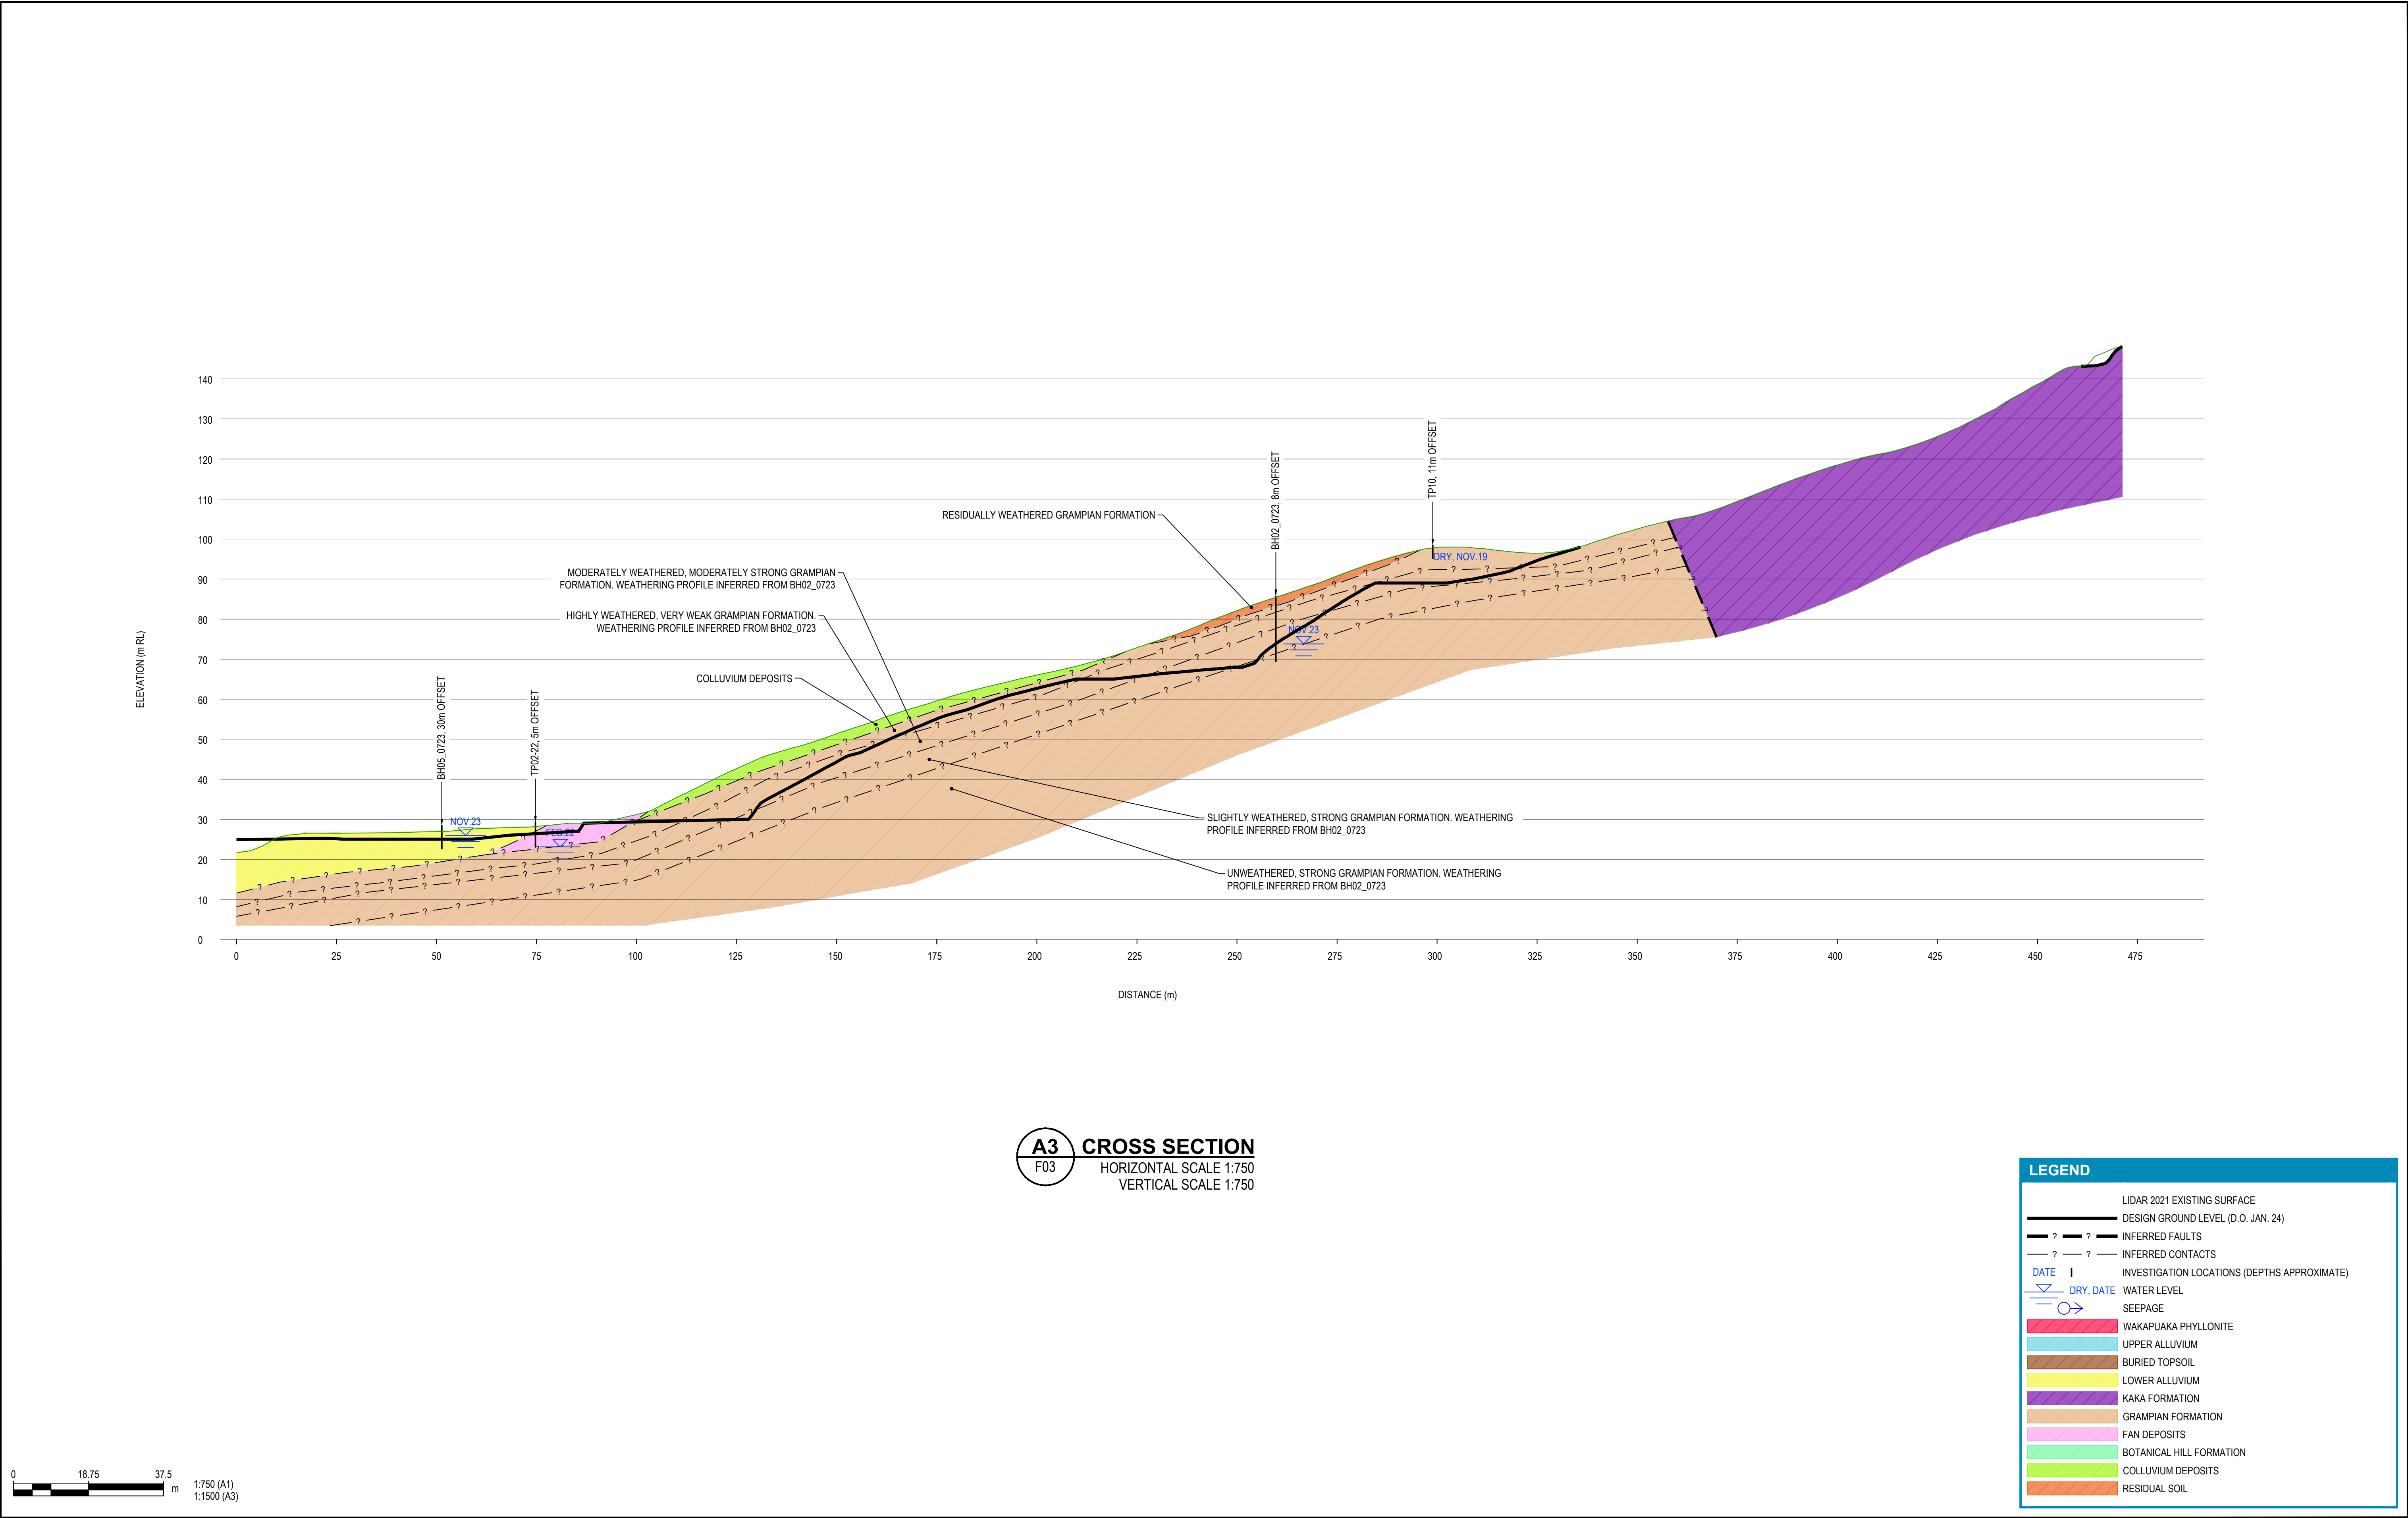 140
130
120
110
100
90
80
70
60
50
40
30
20
10
0
ELEVATION (m RL)
0 25 50 75 100 125 150 175 200 225 250 275 300 325 350 375 400 425 450 475
DISTANCE (m)
BH05_0723, 30m OFFSET
TP02-22, 5m OFFSET
BH02_0723, 8m OFFSET
TP10, 11m OFFSET
NOV.23
FEB.22
NOV.23
DRY, NOV.19
RESIDUALLY WEATHERED GRAMPIAN FORMATION
MODERATELY WEATHERED, MODERATELY STRONG GRAMPIAN
FORMATION. WEATHERING PROFILE INFERRED FROM BH02_0723
HIGHLY WEATHERED, VERY WEAK GRAMPIAN FORMATION.
WEATHERING PROFILE INFERRED FROM BH02_0723
COLLUVIUM DEPOSITS
SLIGHTLY WEATHERED, STRONG GRAMPIAN FORMATION. WEATHERING
PROFILE INFERRED FROM BH02_0723
UNWEATHERED, STRONG GRAMPIAN FORMATION. WEATHERING
PROFILE INFERRED FROM BH02_0723
A3
F03
CROSS SECTION
HORIZONTAL SCALE 1:750
VERTICAL SCALE 1:750
LEGEND
LIDAR 2021 EXISTING SURFACE
DESIGN GROUND LEVEL (D.O. JAN. 24)
? ? INFERRED FAULTS
? ? INFERRED CONTACTS
DATE INVESTIGATION LOCATIONS (DEPTHS APPROXIMATE)
DRY, DATE WATER LEVEL
SEEPAGE
WAKAPUAKA PHYLLONITE
UPPER ALLUVIUM
BURIED TOPSOIL
LOWER ALLUVIUM
KAKA FORMATION
GRAMPIAN FORMATION
FAN DEPOSITS
BOTANICAL HILL FORMATION
COLLUVIUM DEPOSITS
RESIDUAL SOIL
0 18.75 37.5
m
1:750 (A1)
1:1500 (A3)